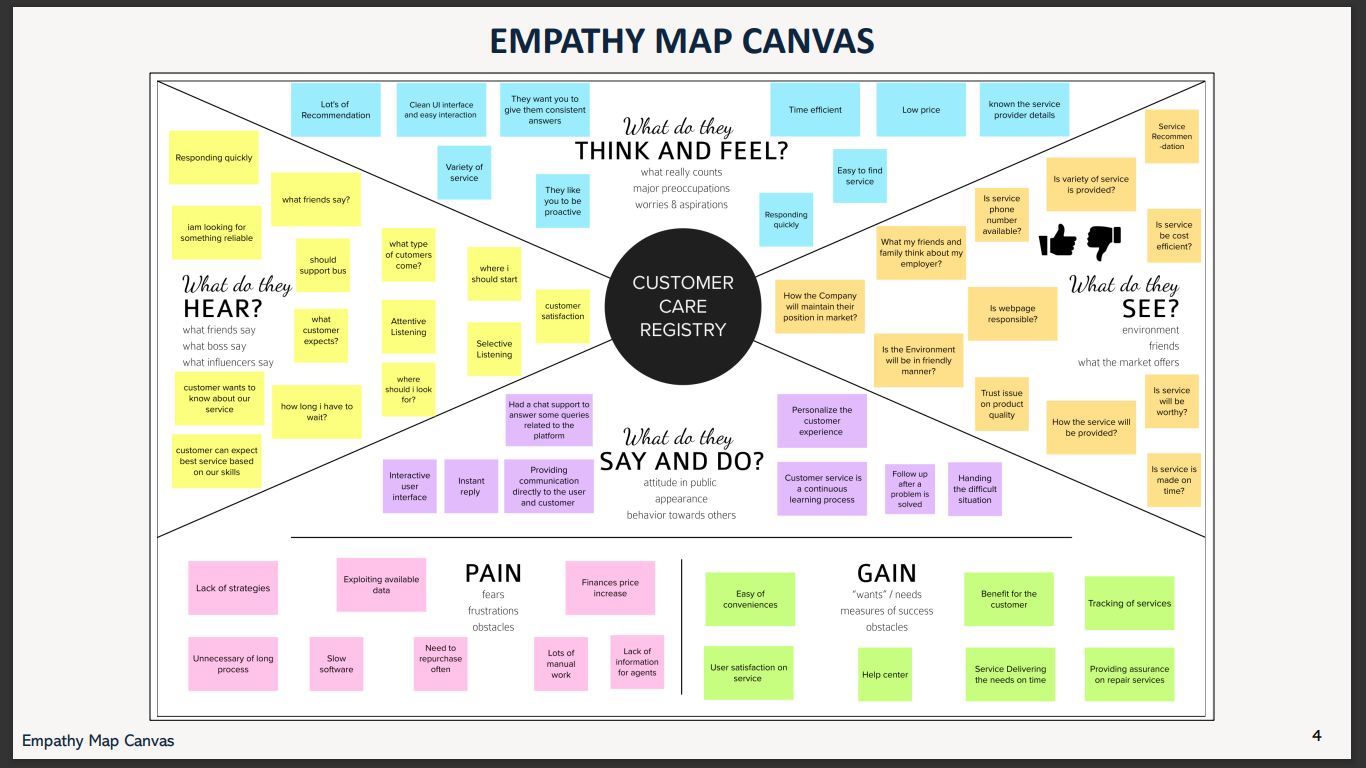 EMPATHY MAP CANVAS
Lot's of
Recommendation
Clean UI interface
and easy interaction
They want you to
give them consistent
answers
Variety of
service
They like
you to be
proactive
What do they
THINK AND FEEL?
what really counts
major preoccupations
worries & aspirations
Time efficient
Low price
known the service
provider details
Easy to find
service
Responding
quickly
Responding quickly
what friends say?
iam looking for
something reliable
should
support bus
what type
of cutomers
come?
where i
should start
What do they
HEAR?
what friends say
what boss say
what influencers say
what
customer
expects?
Attentive
Listening
customer
satisfaction
Selective
Listening
where
should i look
for?
customer wants to
know about our
service
how long i have to
wait?
customer can expect
best service based
on our skills
CUSTOMER
CARE
REGISTRY
Service
Recommen
-dation
Is variety of service
is provided?
Is service
phone
number
available?
Is service
be cost
efficient?
What my friends and
family think about my
employer?
What do they
SEE?
environment
friends
what the market offers
How the Company
will maintain their
position in market?
Is webpage
responsible?
Is the Environment
will be in friendly
manner?
Trust issue
on product
quality
How the service will
be provided?
Is service
will be
worthy?
Is service is
made on
time?
Had a chat support to
answer some queries
related to the
platform
Interactive
user
interface
Instant
reply
Providing
communication
directly to the user
and customer
What do they
SAY AND DO?
attitude in public
appearance
behavior towards others
Personalize the
customer
experience
Customer service is
a continuous
learning process
Follow up
after a
problem is
solved
Handing
the difficult
situation
PAIN
fears
frustrations
obstacles
Lack of strategies
Exploiting available
data
Finances price
increase
Unnecessary of long
process
Slow
software
Need to
repurchase
often
Lots of
manual
work
Lack of
information
for agents
GAIN
"wants" / needs
measures of success
obstacles
Easy of
conveniences
Benefit for the
customer
Tracking of services
User satisfaction on
service
Help center
Service Delivering
the needs on time
Providing assurance
on repair services
Empathy Map Canvas
4